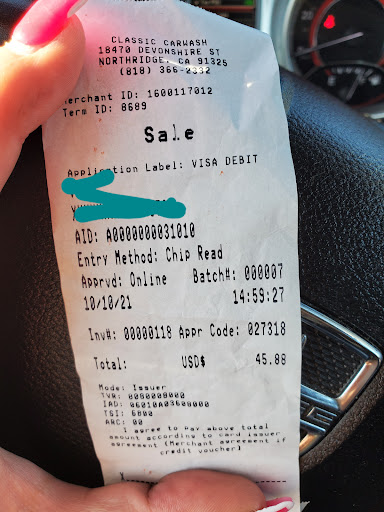 CLASSIC CARWASH
18470 DEVONSHIRE ST
NORTHRIDGE, CA 91325
(818) 366-2332
Merchant ID: 1600117012
Term ID: 8689
Sale
Application Label: VISA DEBIT
AID: A0000000031010
Entry Method: Chip Read
Apprvd: Online Batch#: 000007
10/10/21 14:59:27
Inv#: 00000118 Appr Code: 027318
Total: USD$ 45.88
Mode: Issuer
TVR: 8080008000
IAD: 06010A03608000
TSI: 6800
ARC: 00
I agree to pay above total
amount according to card issuer
agreement (Merchant agreement if
credit voucher)
X